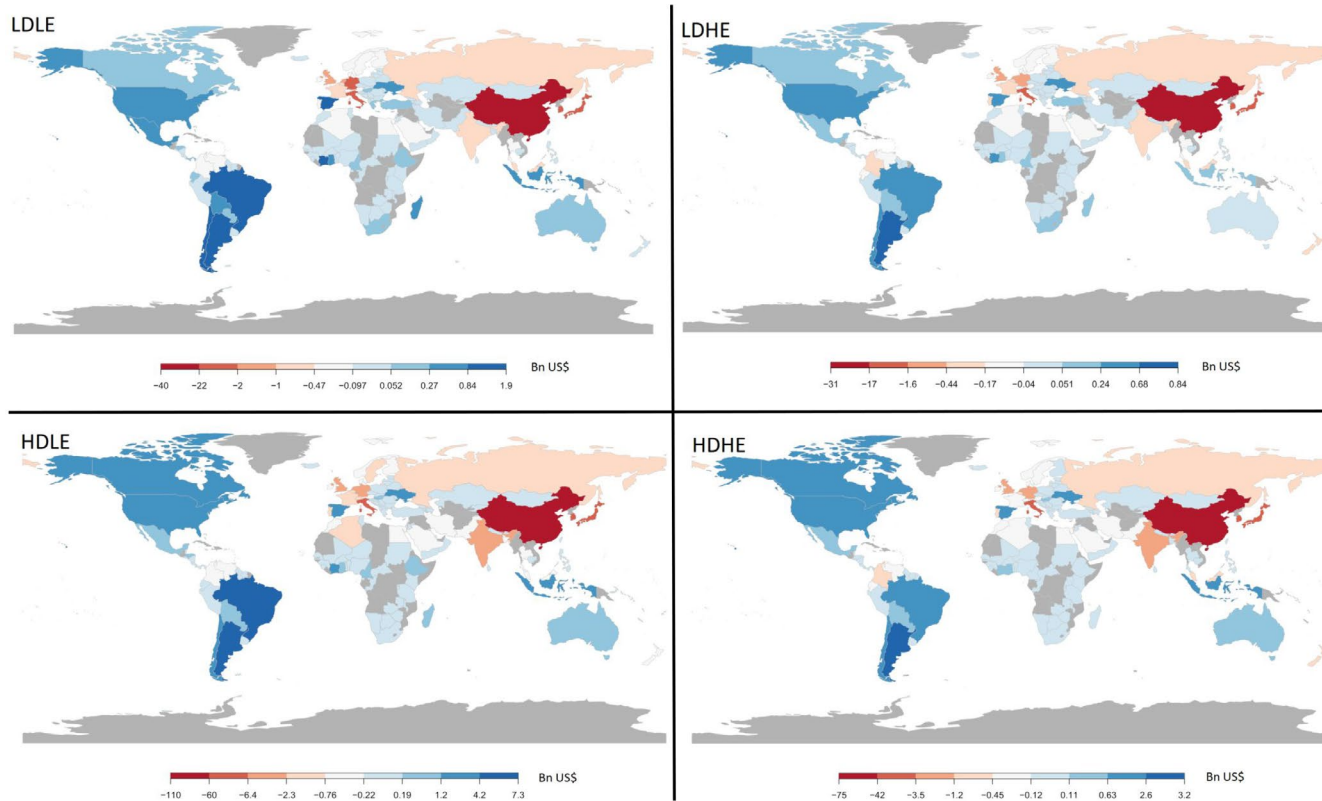 LDLE
Bn US$
−40 −22 −2 −1 −0.47 −0.097 0.052 0.27 0.84 1.9
LDHE
Bn US$
−31 −17 −1.6 −0.44 −0.17 −0.04 0.051 0.24 0.68 0.84
HDLE
Bn US$
−110 −60 −6.4 −2.3 −0.76 −0.22 0.19 1.2 4.2 7.3
HDHE
Bn US$
−75 −42 −3.5 −1.2 −0.45 −0.12 0.11 0.63 2.6 3.2